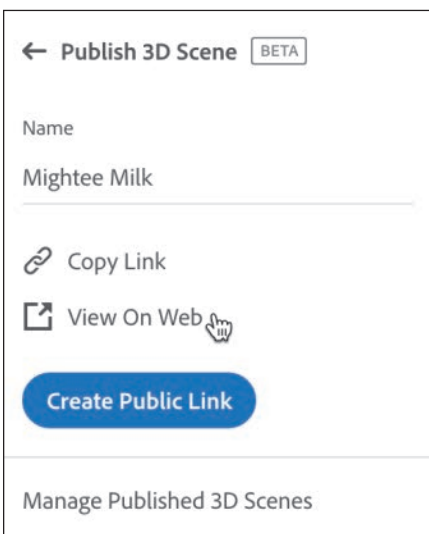 ← Publish 3D Scene BETA
Name
Mightee Milk
Copy Link
View On Web
Create Public Link
Manage Published 3D Scenes